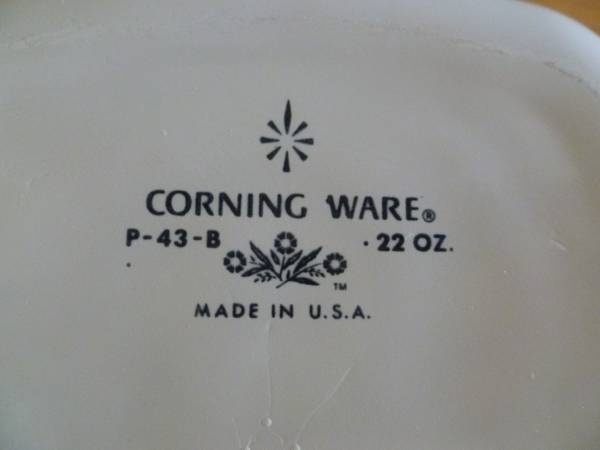 CORNING WARE®
P-43-B · 22 OZ.
TM
MADE IN U.S.A.